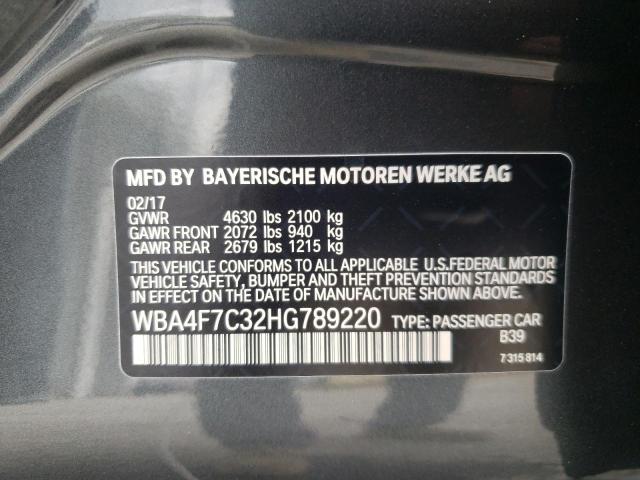 MFD BY BAYERISCHE MOTOREN WERKE AG
02/17
GVWR 4630 lbs 2100 kg
GAWR FRONT 2072 lbs 940 kg
GAWR REAR 2679 lbs 1215 kg
THIS VEHICLE CONFORMS TO ALL APPLICABLE U.S.FEDERAL MOTOR
VEHICLE SAFETY, BUMPER AND THEFT PREVENTION STANDARDS
IN EFFECT ON THE DATE OF MANUFACTURE SHOWN ABOVE.
WBA4F7C32HG789220 TYPE: PASSENGER CAR
B39
7 315 814